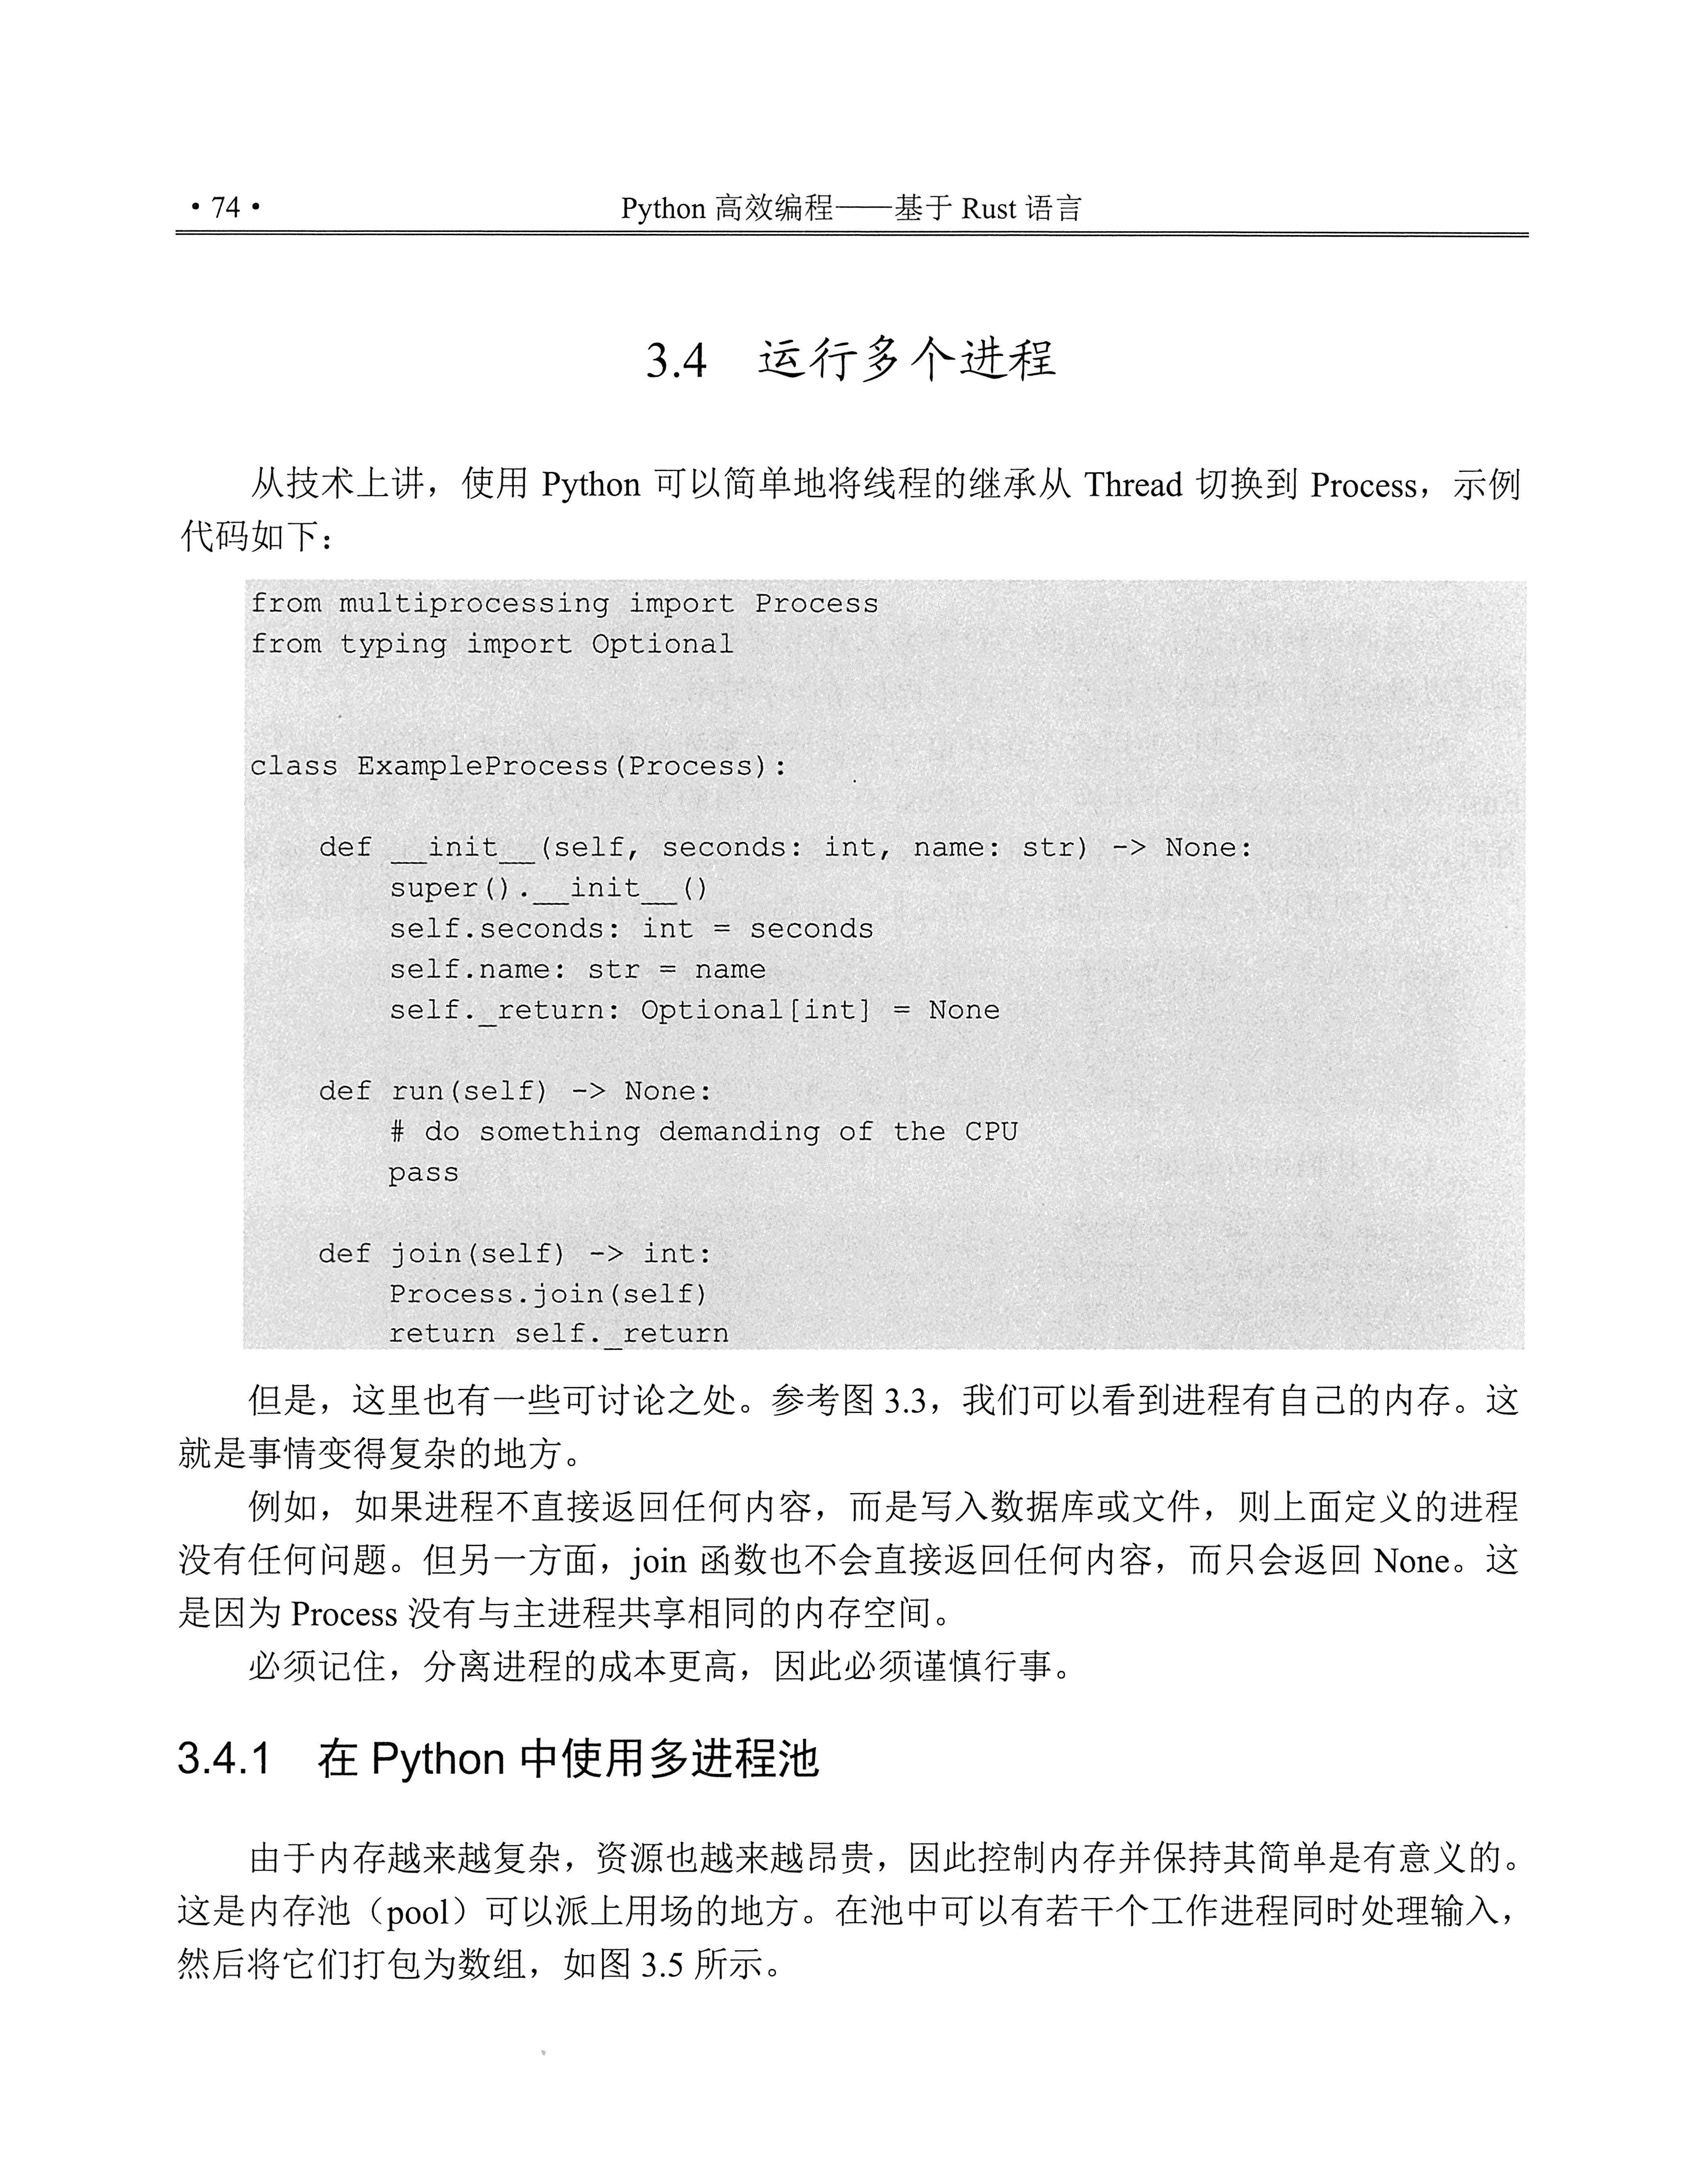 • 74 •
Python 高效编程——基于 Rust 语言
3.4 运行多个进程
从技术上讲，使用 Python 可以简单地将线程的继承从 Thread 切换到 Process，示例
代码如下：
from multiprocessing import Process
from typing import Optional
class ExampleProcess(Process):
    def __init__(self, seconds: int, name: str) -> None:
        super().__init__()
        self.seconds: int = seconds
        self.name: str = name
        self._return: Optional[int] = None
    def run(self) -> None:
        # do something demanding of the CPU
        pass
    def join(self) -> int:
        Process.join(self)
        return self._return
但是，这里也有一些可讨论之处。参考图 3.3，我们可以看到进程有自己的内存。这
就是事情变得复杂的地方。
例如，如果进程不直接返回任何内容，而是写入数据库或文件，则上面定义的进程
没有任何问题。但另一方面，join 函数也不会直接返回任何内容，而只会返回 None。这
是因为 Process 没有与主进程共享相同的内存空间。
必须记住，分离进程的成本更高，因此必须谨慎行事。
3.4.1 在 Python 中使用多进程池
由于内存越来越复杂，资源也越来越昂贵，因此控制内存并保持其简单是有意义的。
这是内存池（pool）可以派上用场的地方。在池中可以有若干个工作进程同时处理输入，
然后将它们打包为数组，如图 3.5 所示。